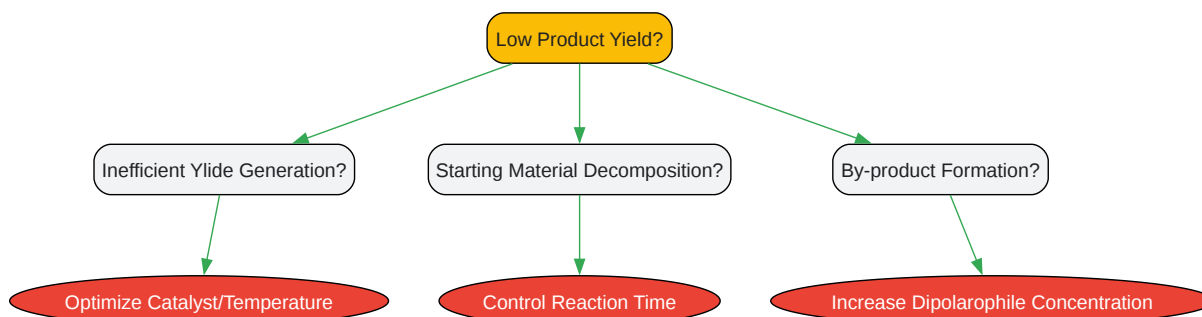 Low Product Yield?
Inefficient Ylide Generation?
Starting Material Decomposition?
By-product Formation?
Optimize Catalyst/Temperature
Control Reaction Time
Increase Dipolarophile Concentration